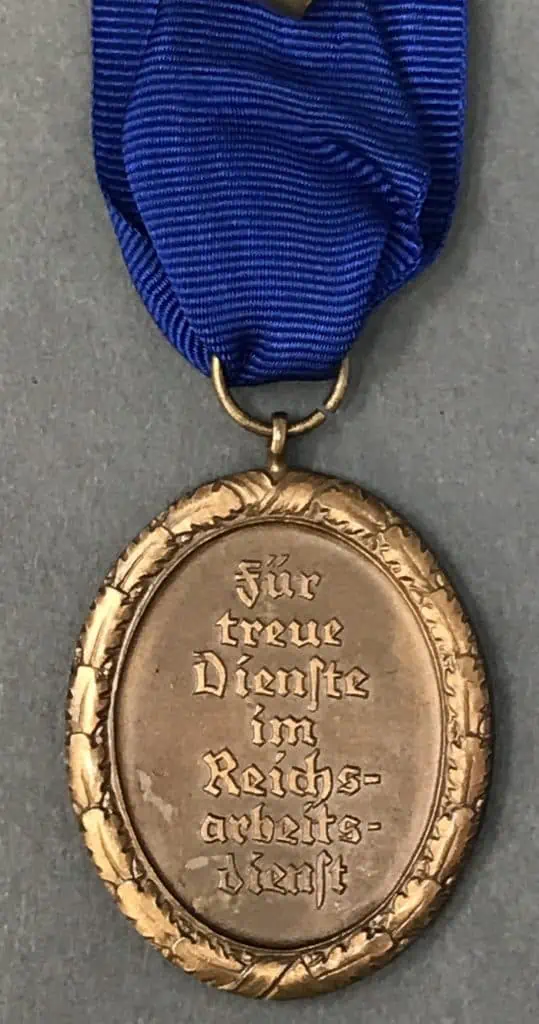 Für
treue
Dienſte
im
Reichs-
arbeits-
dienſt